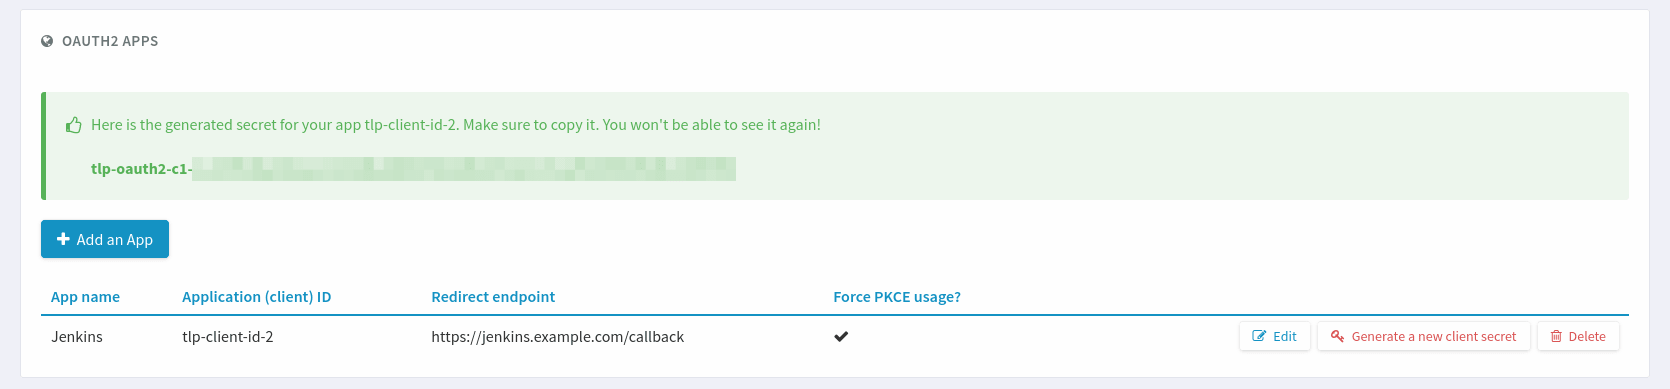 OAUTH2 APPS
Here is the generated secret for your app tlp-client-id-2. Make sure to copy it. You won't be able to see it again!
tlp-oauth2-c1-
Add an App
App name Application (client) ID Redirect endpoint Force PKCE usage?
Jenkins tlp-client-id-2 https://jenkins.example.com/callback Edit Generate a new client secret Delete